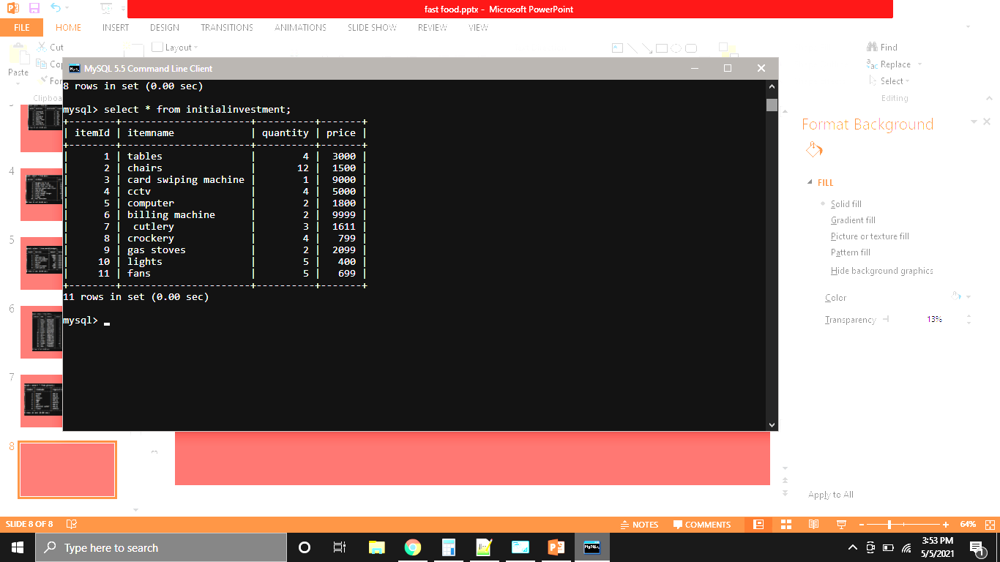 fast food.pptx - Microsoft PowerPoint
FILE HOME INSERT DESIGN TRANSITIONS ANIMATIONS SLIDE SHOW REVIEW VIEW
Cut
Layout
Find
Paste
Replace
Select
Editing
MySQL 5.5 Command Line Client
8 rows in set (0.00 sec)
mysql> select * from initialinvestment;
+--------+-----------------------+----------+-------+
| itemId | itemname | quantity | price |
+--------+-----------------------+----------+-------+
| 1 | tables | 4 | 3000 |
| 2 | chairs | 12 | 1500 |
| 3 | card swiping machine | 1 | 9000 |
| 4 | cctv | 4 | 5000 |
| 5 | computer | 2 | 1800 |
| 6 | billing machine | 2 | 9999 |
| 7 | cutlery | 3 | 1611 |
| 8 | crockery | 4 | 799 |
| 9 | gas stoves | 2 | 2099 |
| 10 | lights | 5 | 400 |
| 11 | fans | 5 | 699 |
+--------+-----------------------+----------+-------+
11 rows in set (0.00 sec)
mysql>
4
5
6
7
8
3
Format Background
FILL
Solid fill
Gradient fill
Picture or texture fill
Pattern fill
Hide background graphics
Color
Transparency 13%
Apply to All
SLIDE 8 OF 8
NOTES COMMENTS 64%
Type here to search
3:53 PM
5/5/2021
1